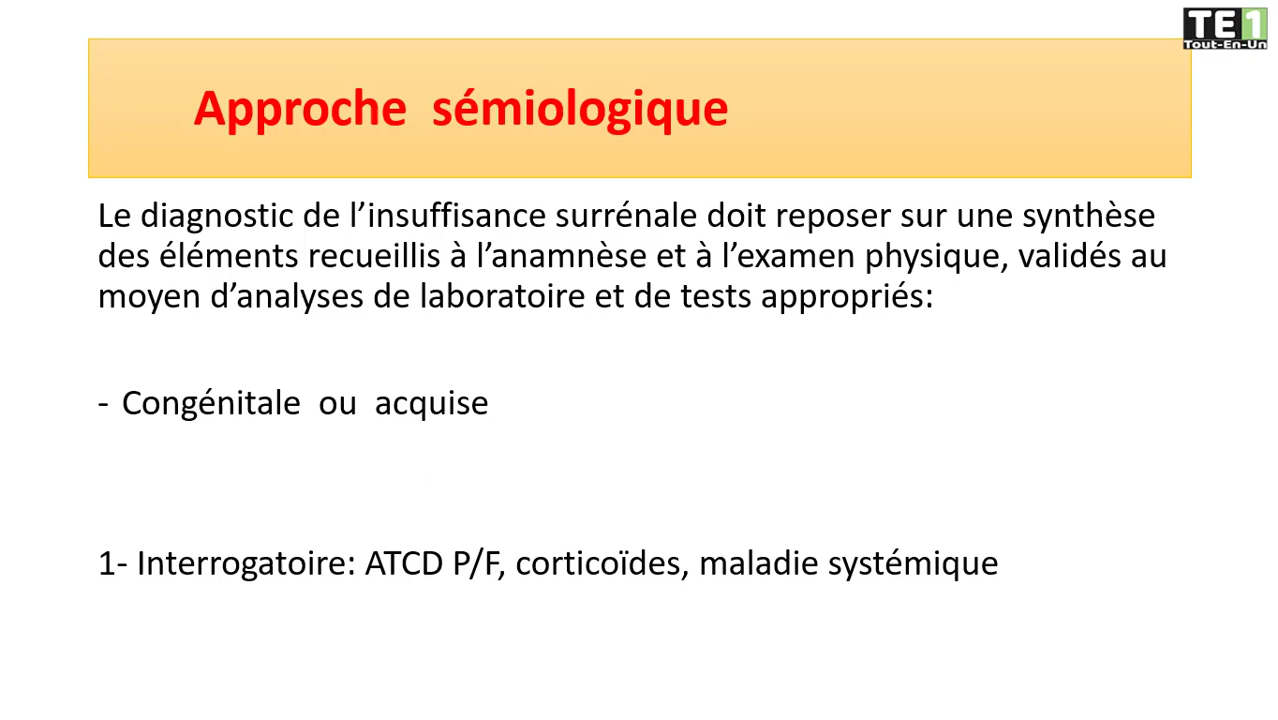 TE1
Tout-En-Un
Approche sémiologique
Le diagnostic de l’insuffisance surrénale doit reposer sur une synthèse
des éléments recueillis à l’anamnèse et à l’examen physique, validés au
moyen d’analyses de laboratoire et de tests appropriés:
- Congénitale ou acquise
1- Interrogatoire: ATCD P/F, corticoïdes, maladie systémique